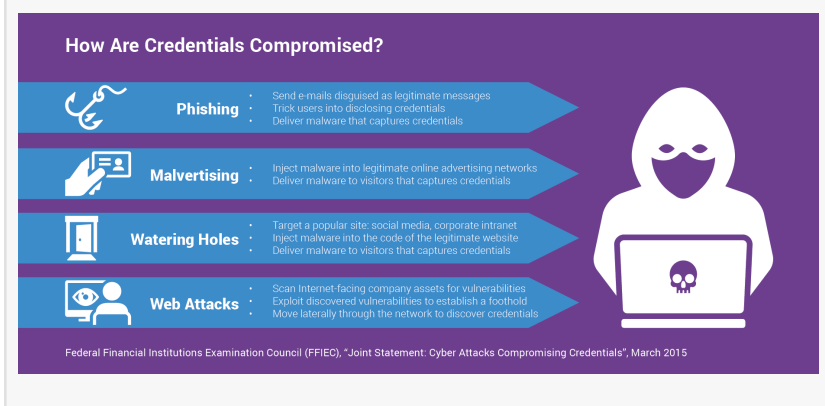 How Are Credentials Compromised?
Phishing
• Send e-mails disguised as legitimate messages
• Trick users into disclosing credentials
• Deliver malware that captures credentials
Malvertising
• Inject malware into legitimate online advertising networks
• Deliver malware to visitors that captures credentials
Watering Holes
• Target a popular site: social media, corporate intranet
• Inject malware into the code of the legitimate website
• Deliver malware to visitors that captures credentials
Web Attacks
• Scan Internet-facing company assets for vulnerabilities
• Exploit discovered vulnerabilities to establish a foothold
• Move laterally through the network to discover credentials
Federal Financial Institutions Examination Council (FFIEC), “Joint Statement: Cyber Attacks Compromising Credentials”, March 2015